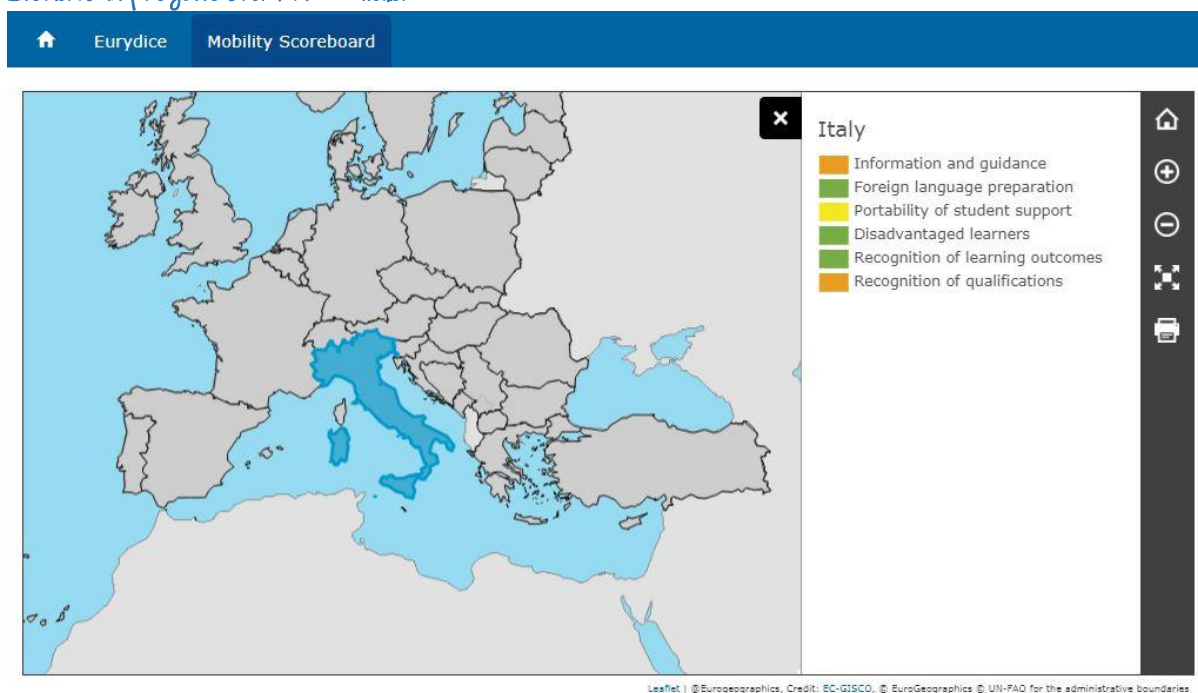 Eurydice Mobility Scoreboard
Italy
Information and guidance
Foreign language preparation
Portability of student support
Disadvantaged learners
Recognition of learning outcomes
Recognition of qualifications
Leaflet | @Eurogeographics, Credit: EC-GISCO, © EuroGeographics © UN-FAO for the administrative boundaries